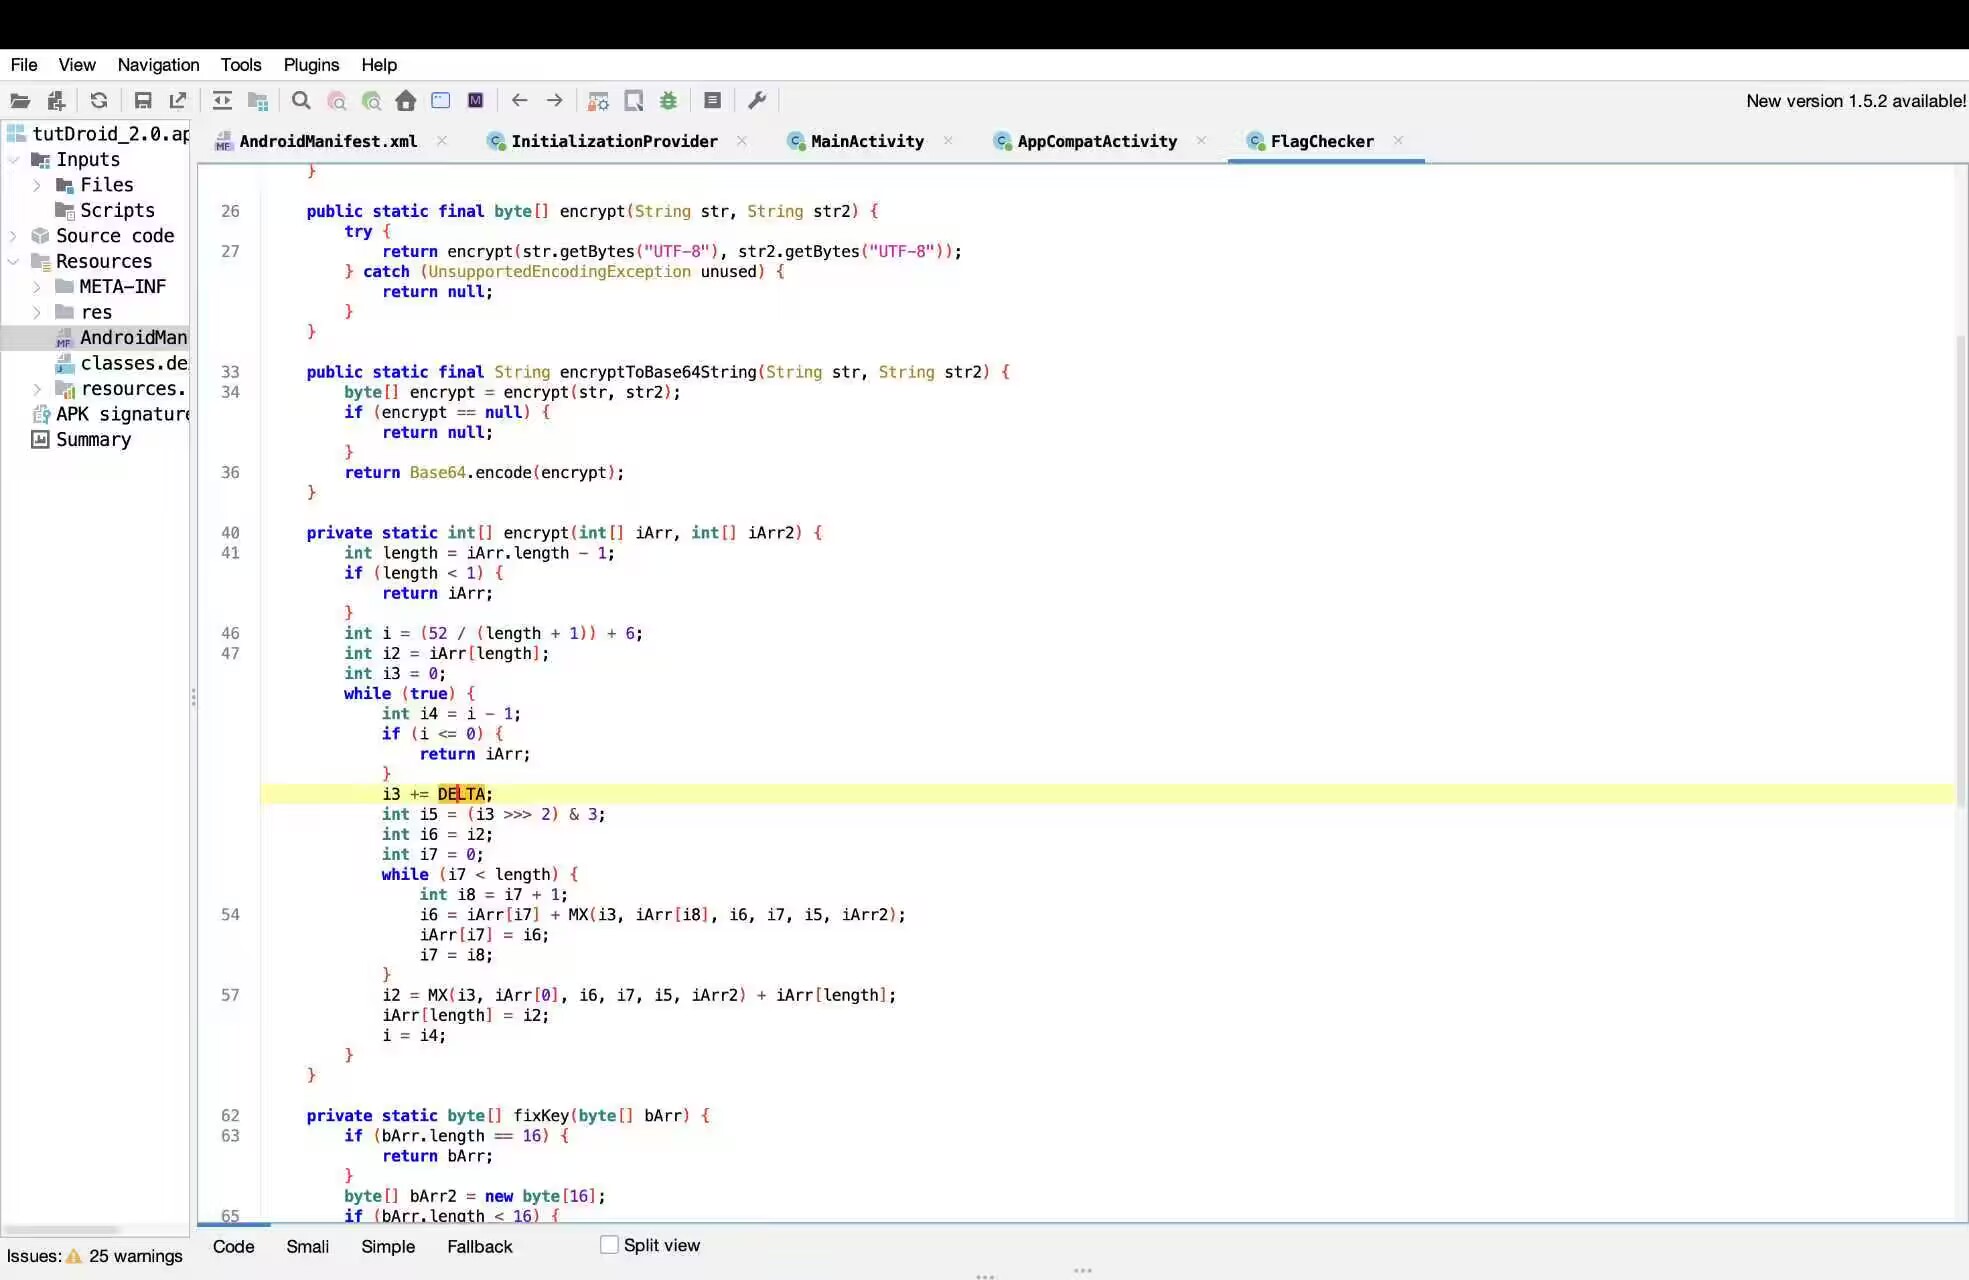 File View Navigation Tools Plugins Help
New version 1.5.2 available!
tutDroid_2.0.ap
Inputs
Files
Scripts
Source code
Resources
META-INF
res
AndroidMan
classes.de
resources.
APK signature
Summary
Issues: 25 warnings
AndroidManifest.xml InitializationProvider MainActivity AppCompatActivity FlagChecker
}
26 public static final byte[] encrypt(String str, String str2) {
try {
27 return encrypt(str.getBytes("UTF-8"), str2.getBytes("UTF-8"));
} catch (UnsupportedEncodingException unused) {
return null;
}
}
33 public static final String encryptToBase64String(String str, String str2) {
34 byte[] encrypt = encrypt(str, str2);
if (encrypt == null) {
return null;
}
36 return Base64.encode(encrypt);
}
40 private static int[] encrypt(int[] iArr, int[] iArr2) {
41 int length = iArr.length - 1;
if (length < 1) {
return iArr;
}
46 int i = (52 / (length + 1)) + 6;
47 int i2 = iArr[length];
int i3 = 0;
while (true) {
int i4 = i - 1;
if (i <= 0) {
return iArr;
}
i3 += DELTA;
int i5 = (i3 >>> 2) & 3;
int i6 = i2;
int i7 = 0;
while (i7 < length) {
int i8 = i7 + 1;
54 i6 = iArr[i7] + MX(i3, iArr[i8], i6, i7, i5, iArr2);
iArr[i7] = i6;
i7 = i8;
}
57 i2 = MX(i3, iArr[0], i6, i7, i5, iArr2) + iArr[length];
iArr[length] = i2;
i = i4;
}
}
62 private static byte[] fixKey(byte[] bArr) {
63 if (bArr.length == 16) {
return bArr;
}
byte[] bArr2 = new byte[16];
65 if (bArr.length < 16) {
Code Smali Simple Fallback Split view